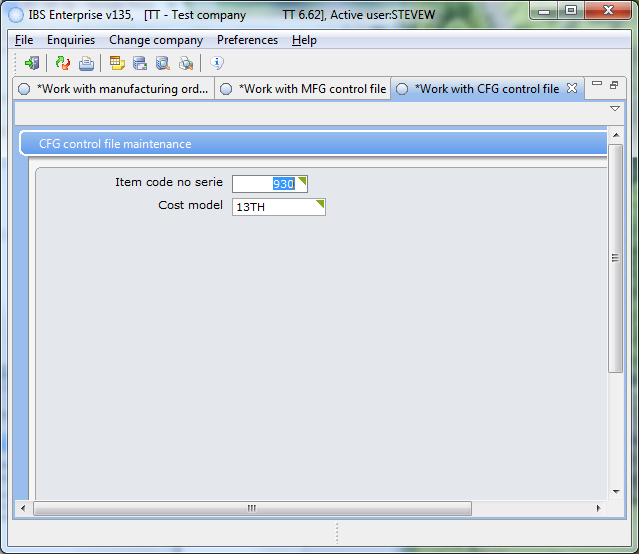 IBS Enterprise v135, [TT - Test company TT 6.62], Active user:STEVEW
File Enquiries Change company Preferences Help
*Work with manufacturing ord... *Work with MFG control file *Work with CFG control file
CFG control file maintenance
Item code no serie 930
Cost model 13TH